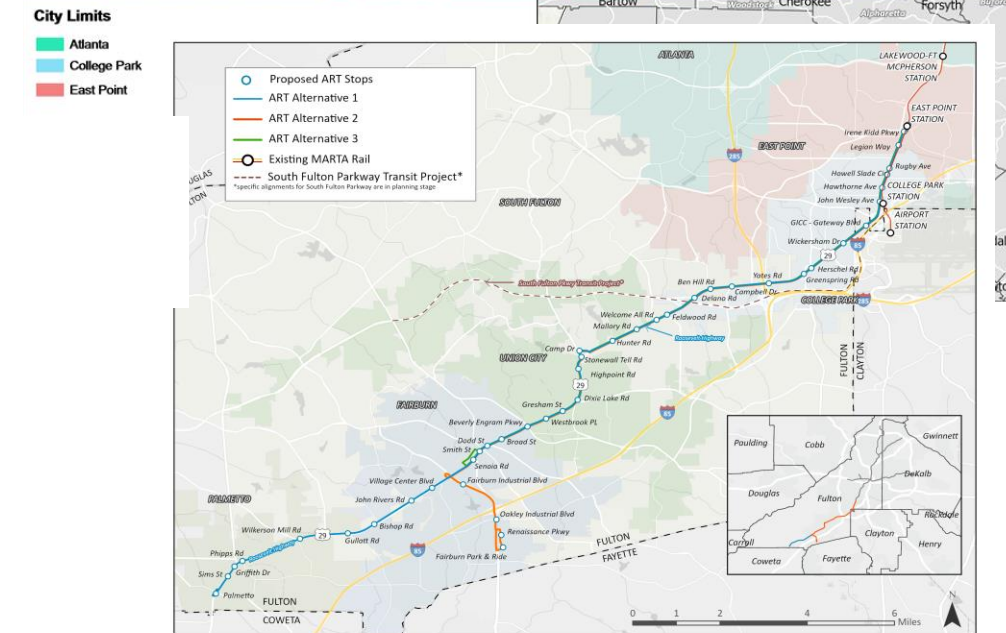 City Limits
Atlanta
College Park
East Point
Bartow
Woodstock
Cherokee
Alpharetta
Forsyth
Proposed ART Stops
ART Alternative 1
ART Alternative 2
ART Alternative 3
Existing MARTA Rail
South Fulton Parkway Transit Project*
*specific alignments for South Fulton Parkway are in planning stage
ATLANTA
LAKEWOOD-FT
MCPHERSON
STATION
EAST POINT
STATION
Irene Kidd Pkwy
Legion Way
285
EAST POINT
Rugby Ave
Howell Slade Cir
Hawthorne Ave
COLLEGE PARK
STATION
John Wesley Ave
AIRPORT
STATION
GICC - Gateway Blvd
Wickersham Dr
85
29
SOUTH FULTON
Herschel Rd
Greenspring Rd
Yates Rd
Campbell Dr
Ben Hill Rd
Delano Rd
COLLEGE PARK
285
South Fulton Pkwy Transit Project*
Welcome All Rd
Feldwood Rd
Mallory Rd
Roosevelt Highway
Hunter Rd
Camp Dr
Stonewall Tell Rd
UNION CITY
Highpoint Rd
29
Dixie Lake Rd
FULTON
CLAYTON
85
Gresham St
Westbrook PL
FAIRBURN
Beverly Engram Pkwy
Broad St
Dodd St
Smith St
Senoia Rd
Village Center Blvd
Fairburn Industrial Blvd
John Rivers Rd
PALMETTO
Oakley Industrial Blvd
Bishop Rd
Renaissance Pkwy
Wilkerson Mill Rd
29
Gullatt Rd
85
Fairburn Park & Ride
Roosevelt Highway
Phipps Rd
Griffith Dr
Sims St
Palmetto
FULTON
COWETA
FULTON
FAYETTE
Paulding
Cobb
Gwinnett
DeKalb
Douglas
Fulton
Rockdale
Clayton
Carroll
Henry
Coweta
Fayette
N
0 1 2 4 6
Miles